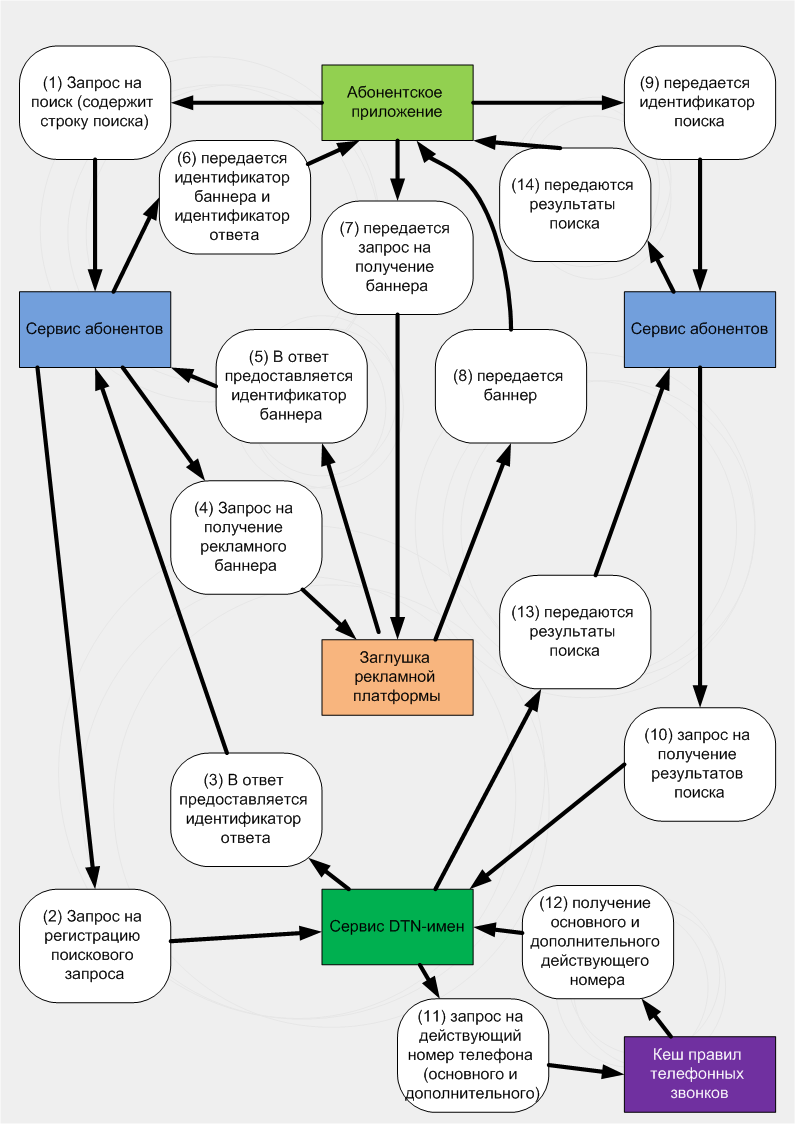 (1) Запрос на
поиск (содержит
строку поиска)
Абонентское
приложение
(9) передается
идентификатор
поиска
(6) передается
идентификатор
баннера и
идентификатор
ответа
(14) передаются
результаты
поиска
(7) передается
запрос на
получение
баннера
Сервис абонентов
Сервис абонентов
(5) В ответ
предоставляется
идентификатор
баннера
(8) передается
баннер
(4) Запрос на
получение
рекламного
баннера
(13) передаются
результаты
поиска
Заглушка
рекламной
платформы
(10) запрос на
получение
результатов
поиска
(3) В ответ
предоставляется
идентификатор
ответа
(2) Запрос на
регистрацию
поискового
запроса
Сервис DTN-имен
(12) получение
основного и
дополнительного
действующего
номера
(11) запрос на
действующий
номер телефона
(основного и
дополнительного)
Кеш правил
телефонных
звонков